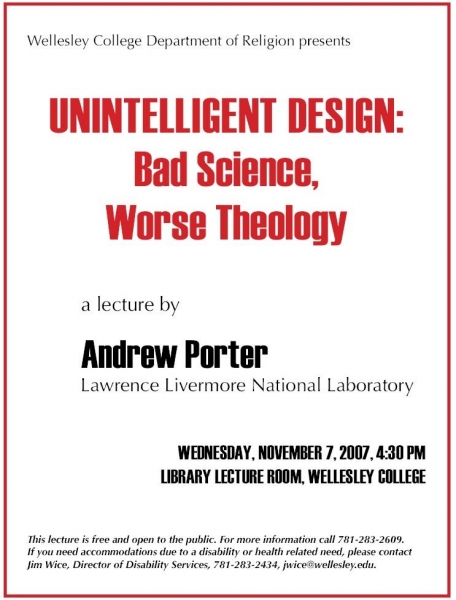 Wellesley College Department of Religion presents
UNINTELLIGENT DESIGN:
Bad Science,
Worse Theology
a lecture by
Andrew Porter
Lawrence Livermore National Laboratory
WEDNESDAY, NOVEMBER 7, 2007, 4:30 PM
LIBRARY LECTURE ROOM, WELLESLEY COLLEGE
This lecture is free and open to the public. For more information call 781-283-2609.
If you need accommodations due to a disability or health related need, please contact
Jim Wice, Director of Disability Services, 781-283-2434, jwice@wellesley.edu.